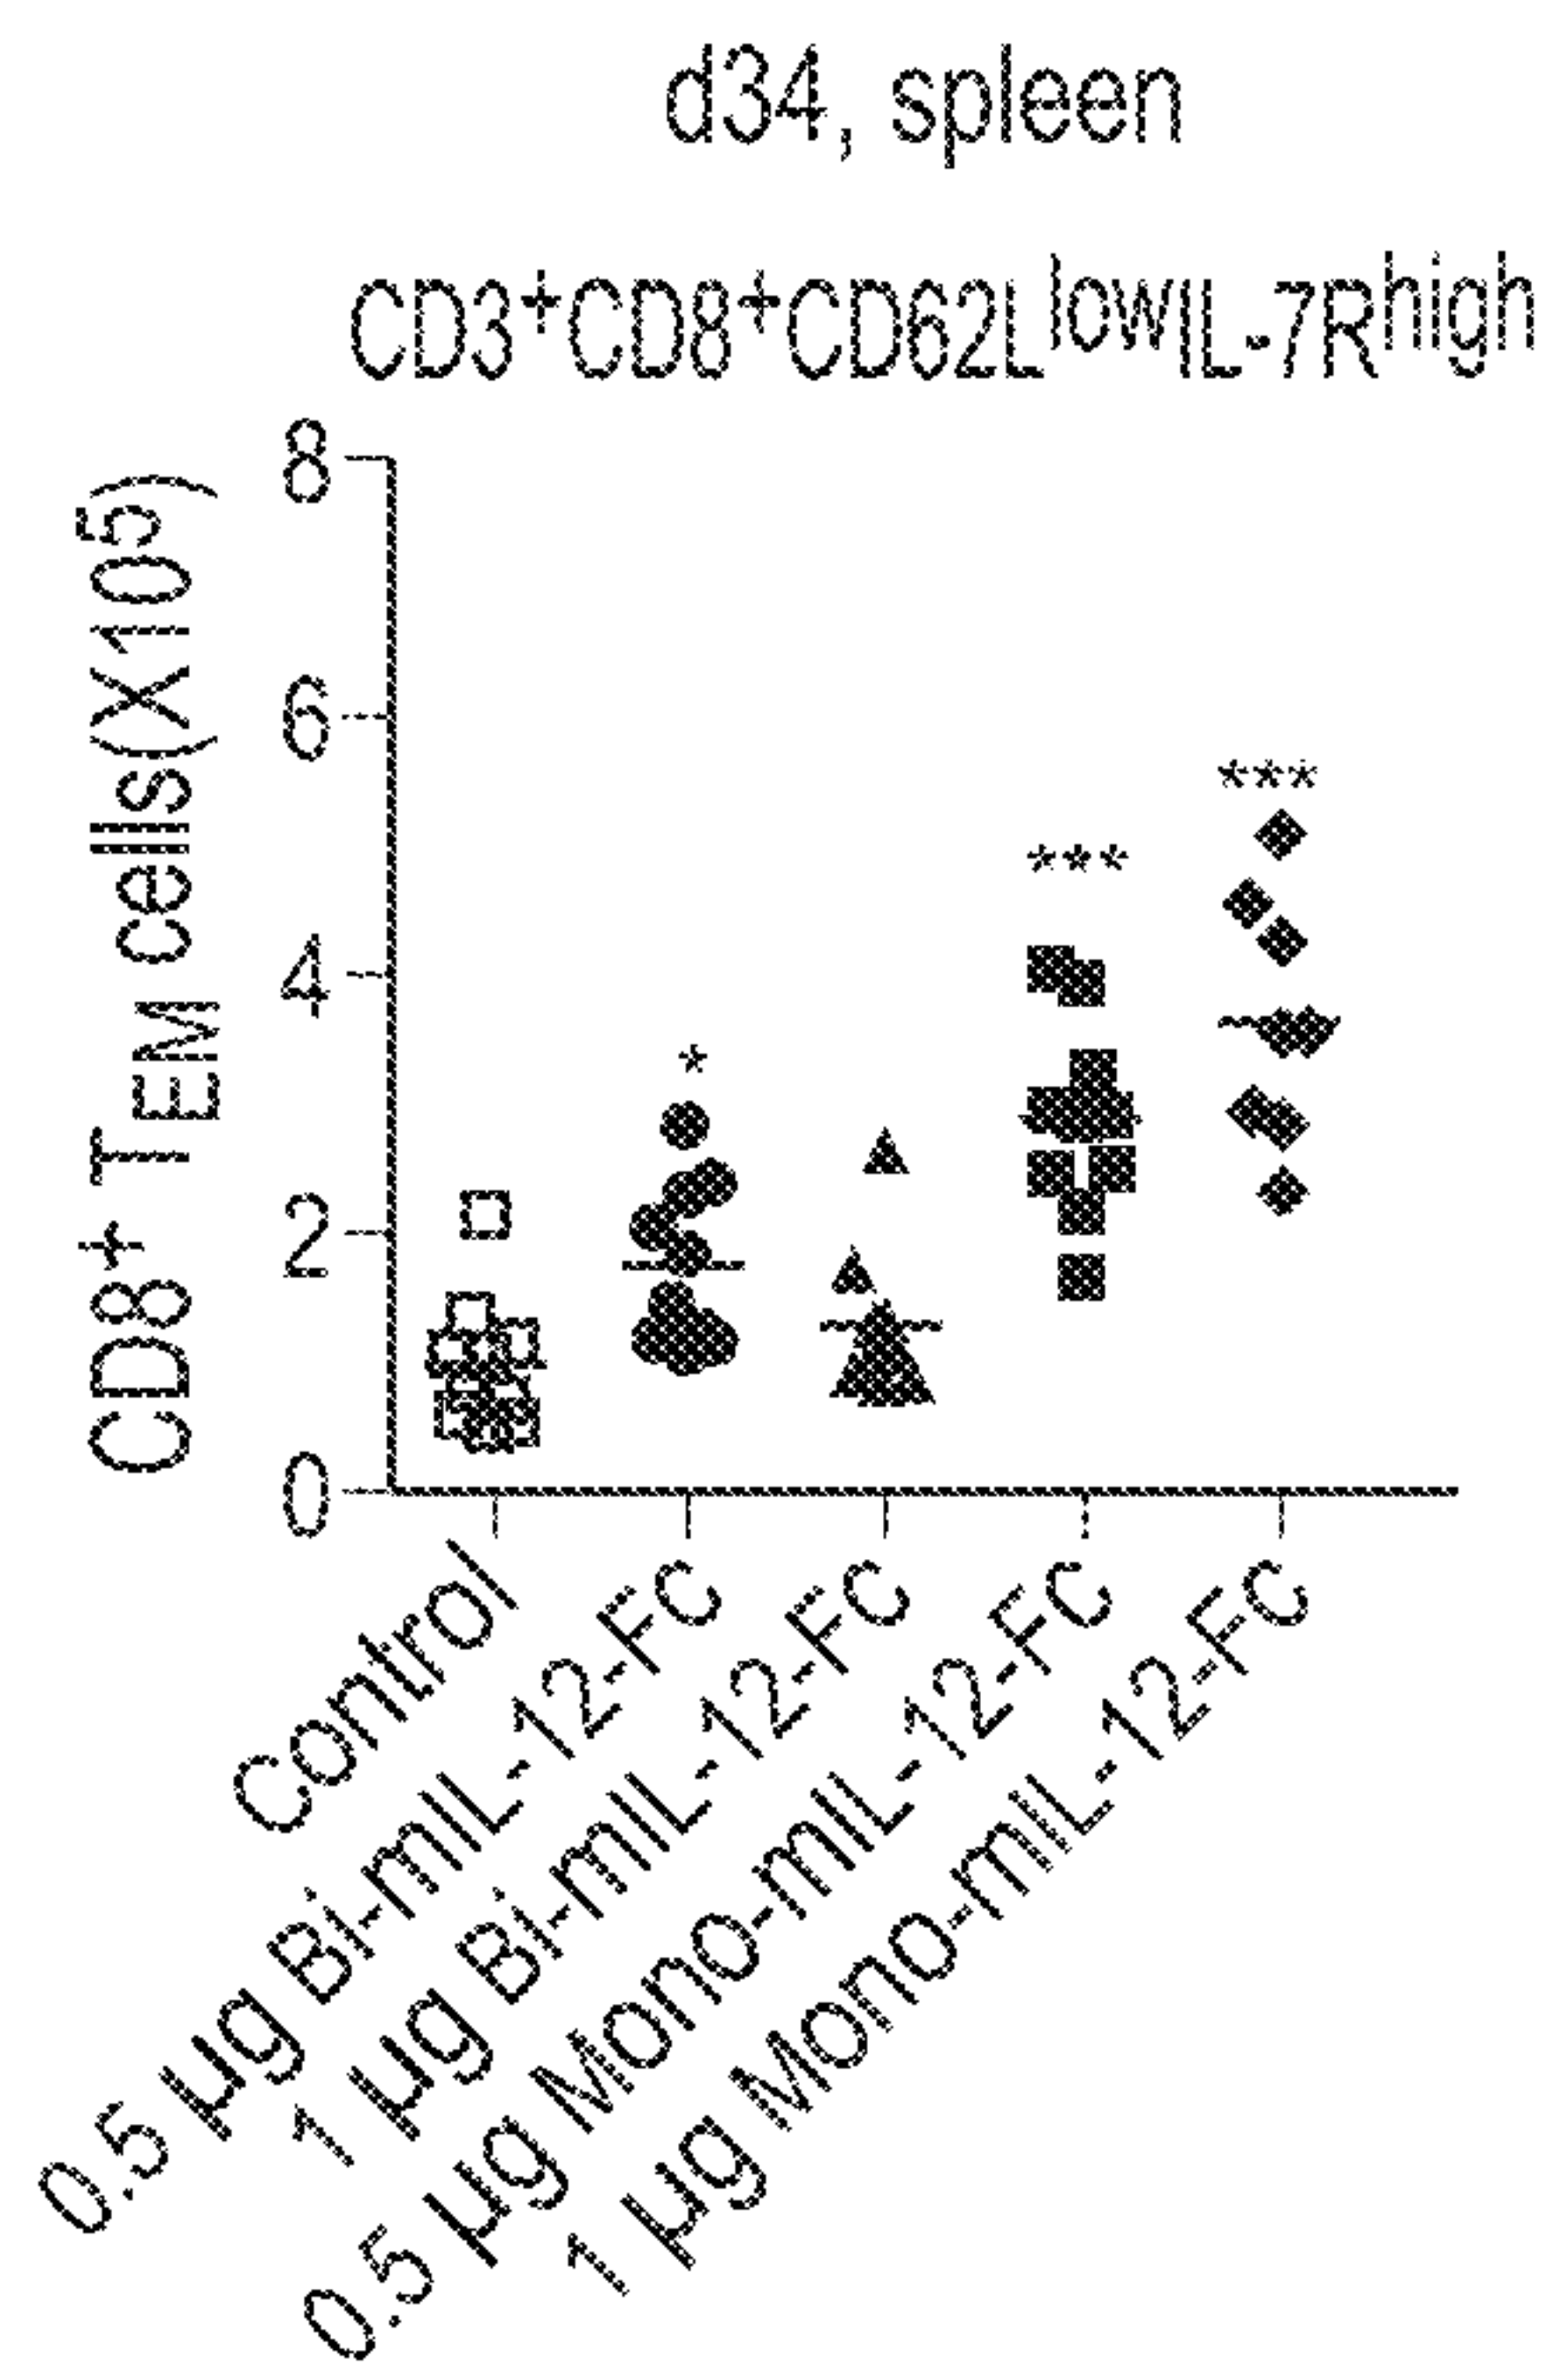 d34, spleen
CD3⁺CD8⁺CD62LˡᵒʷIL-7Rʰⁱᵍʰ
CD8⁺ TEM cells(X10⁵)
8
6
4
2
0
*
***
***
Control
0.5 µg Bi-mIL-12-FC
1 µg Bi-mIL-12-FC
0.5 µg Mono-mIL-12-FC
1 µg Mono-mIL-12-FC